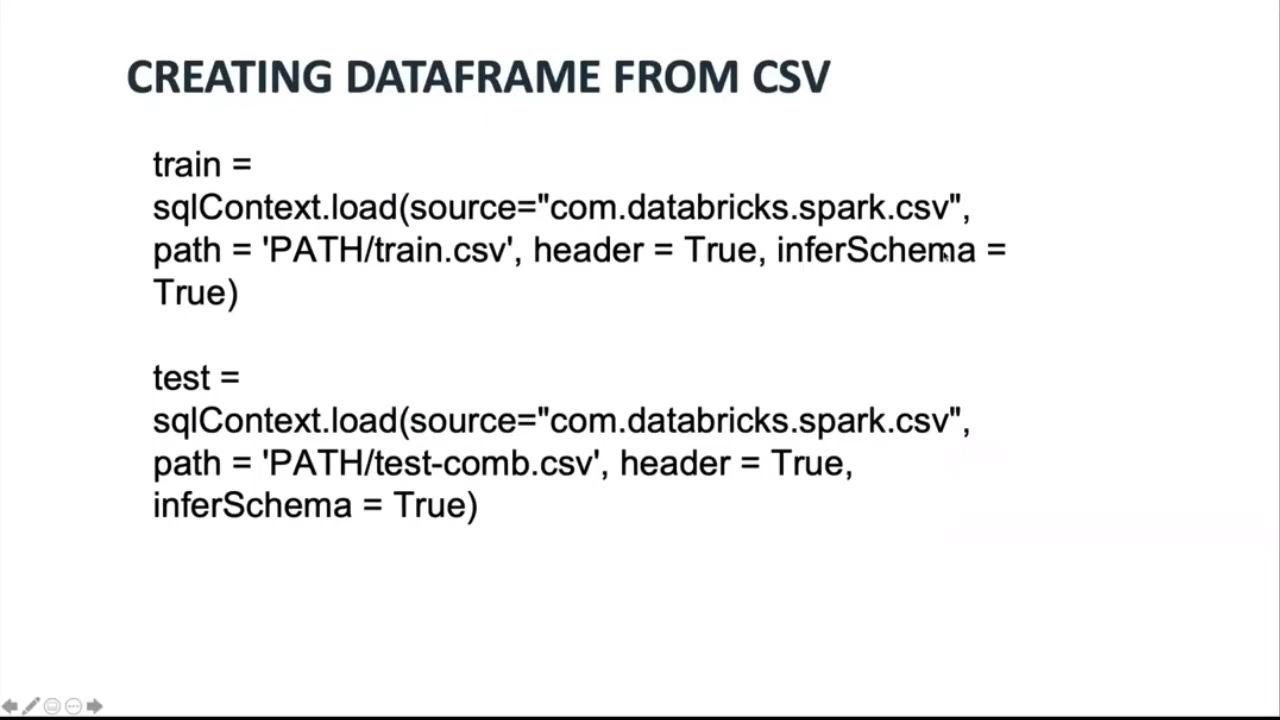 CREATING DATAFRAME FROM CSV
train =
sqlContext.load(source="com.databricks.spark.csv",
path = 'PATH/train.csv', header = True, inferSchema =
True)
test =
sqlContext.load(source="com.databricks.spark.csv",
path = 'PATH/test-comb.csv', header = True,
inferSchema = True)